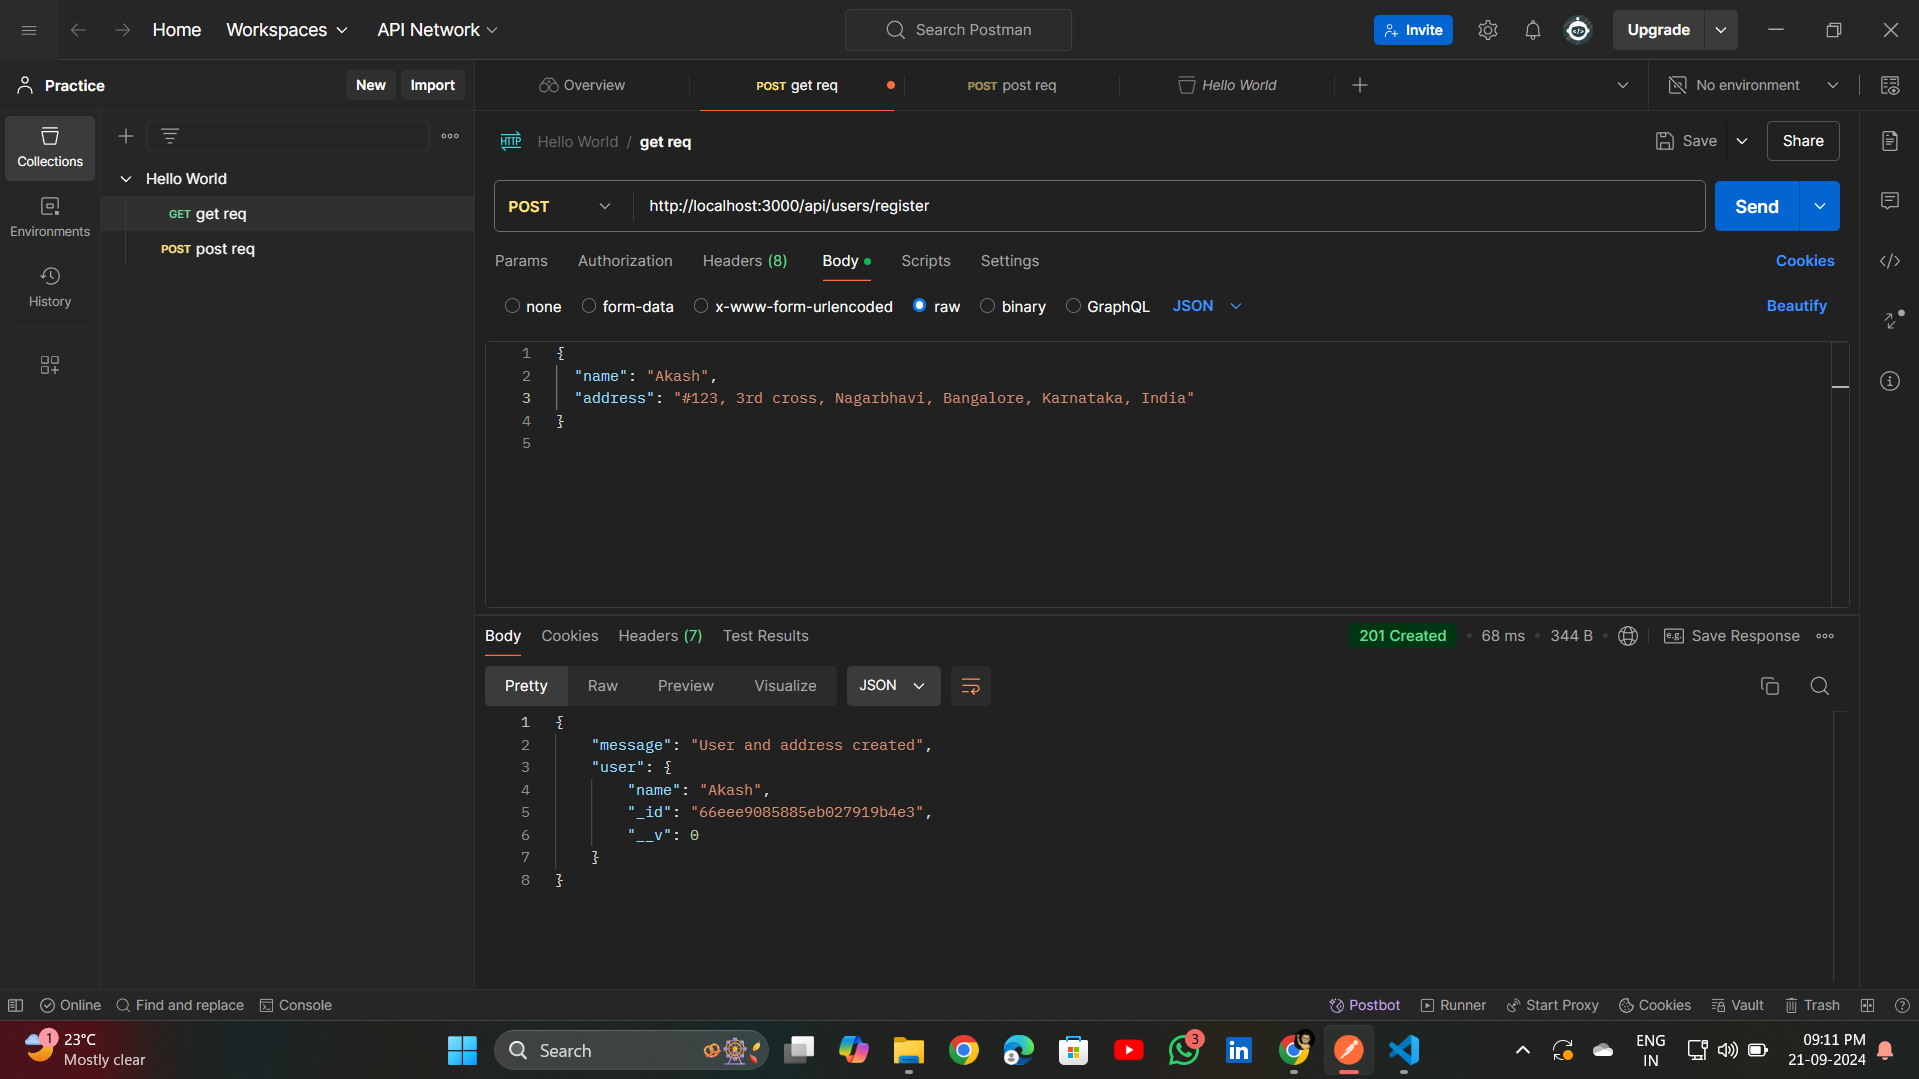 Home Workspaces API Network Search Postman Invite Upgrade
Practice New Import Overview POST get req POST post req Hello World No environment
HTTP Hello World / get req Save Share
Collections
Hello World
GET get req
POST post req
Environments
History
POST http://localhost:3000/api/users/register Send
Params Authorization Headers (8) Body Scripts Settings Cookies
none form-data x-www-form-urlencoded raw binary GraphQL JSON Beautify
1 {
2 "name": "Akash",
3 "address": "#123, 3rd cross, Nagarbhavi, Bangalore, Karnataka, India"
4 }
5
Body Cookies Headers (7) Test Results 201 Created 68 ms 344 B e.g. Save Response
Pretty Raw Preview Visualize JSON
1 {
2 "message": "User and address created",
3 "user": {
4 "name": "Akash",
5 "_id": "66eee9085885eb027919b4e3",
6 "__v": 0
7 }
8 }
Online Find and replace Console Postbot Runner Start Proxy Cookies Vault Trash
1 23°C
Mostly clear
Search
3
in
ENG
IN
09:11 PM
21-09-2024